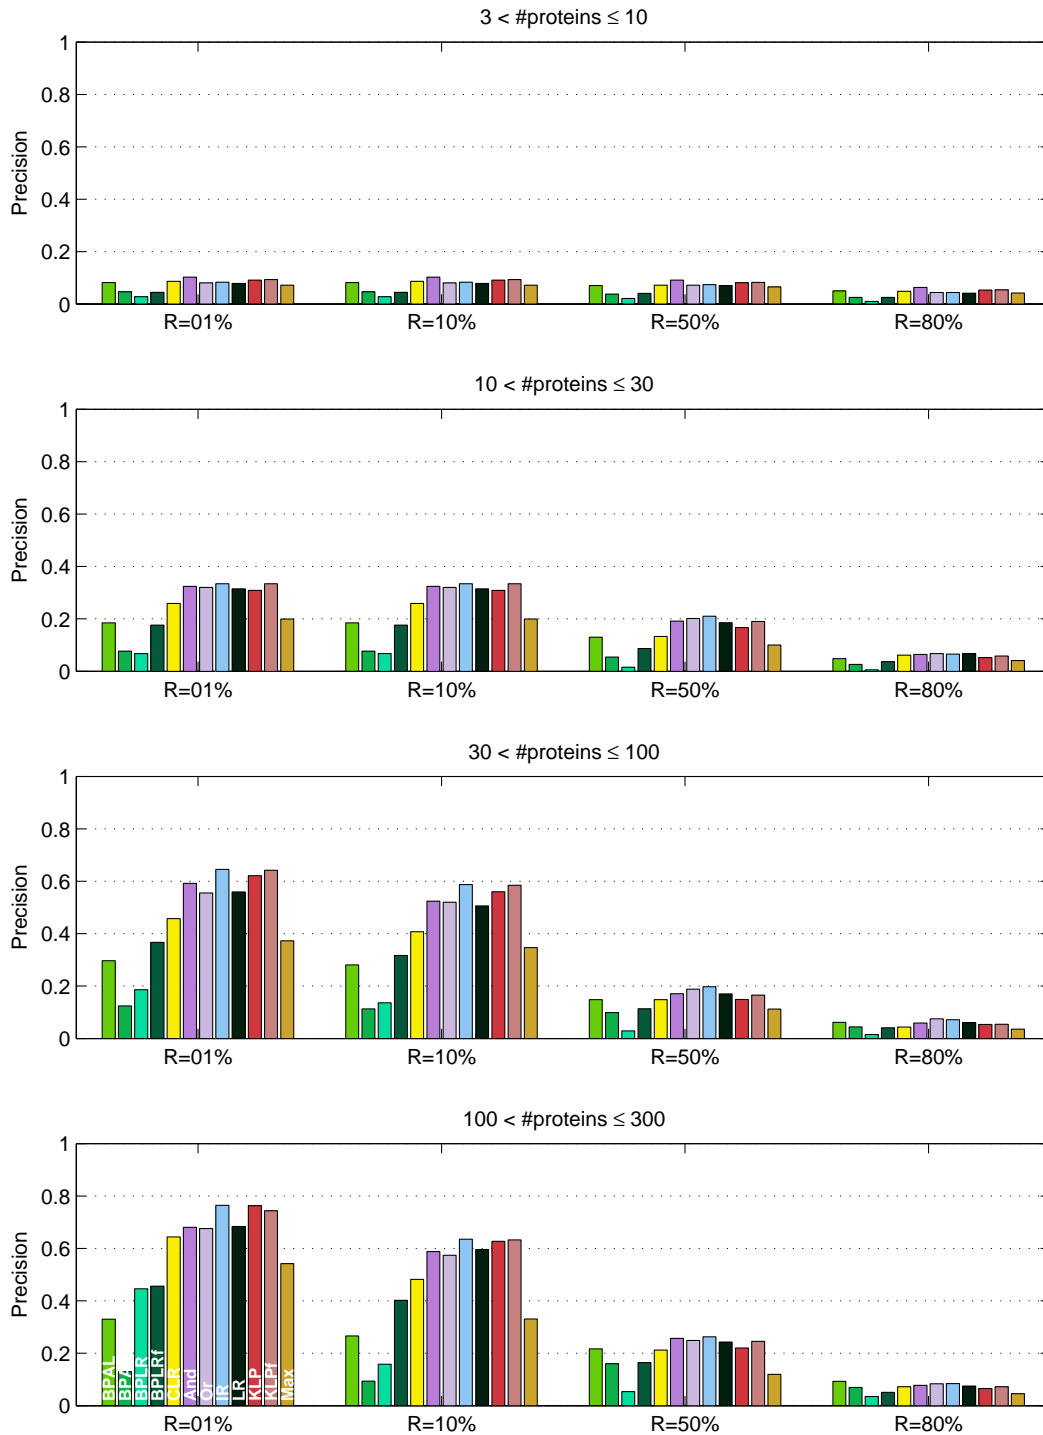 3 < #proteins ≤ 10
1
0.8
0.6
0.4
0.2
0
Precision
R=01% R=10% R=50% R=80%
10 < #proteins ≤ 30
1
0.8
0.6
0.4
0.2
0
Precision
R=01% R=10% R=50% R=80%
30 < #proteins ≤ 100
1
0.8
0.6
0.4
0.2
0
Precision
R=01% R=10% R=50% R=80%
100 < #proteins ≤ 300
1
0.8
0.6
0.4
0.2
0
Precision
BPAL
BPA
BPLR
BPLRf
CLR
And
Or
IR
LR
KLP
KLPf
Max
R=01% R=10% R=50% R=80%